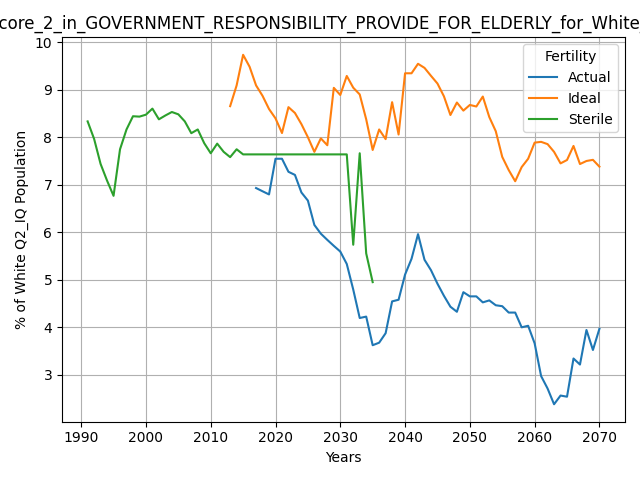 core_2_in_GOVERNMENT_RESPONSIBILITY_PROVIDE_FOR_ELDERLY_for_White_
Fertility
Actual
Ideal
Sterile
% of White Q2_IQ Population
10
9
8
7
6
5
4
3
1990 2000 2010 2020 2030 2040 2050 2060 2070
Years